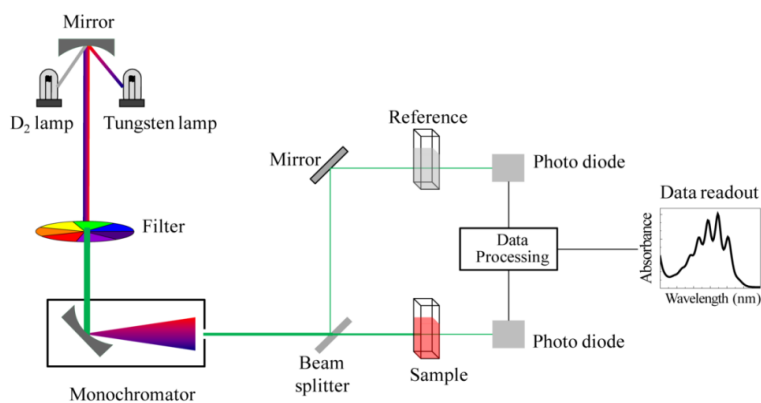 Mirror
D₂ lamp
Tungsten lamp
Filter
Monochromator
Mirror
Reference
Beam
splitter
Sample
Photo diode
Data
Processing
Photo diode
Data readout
Absorbance
Wavelength (nm)